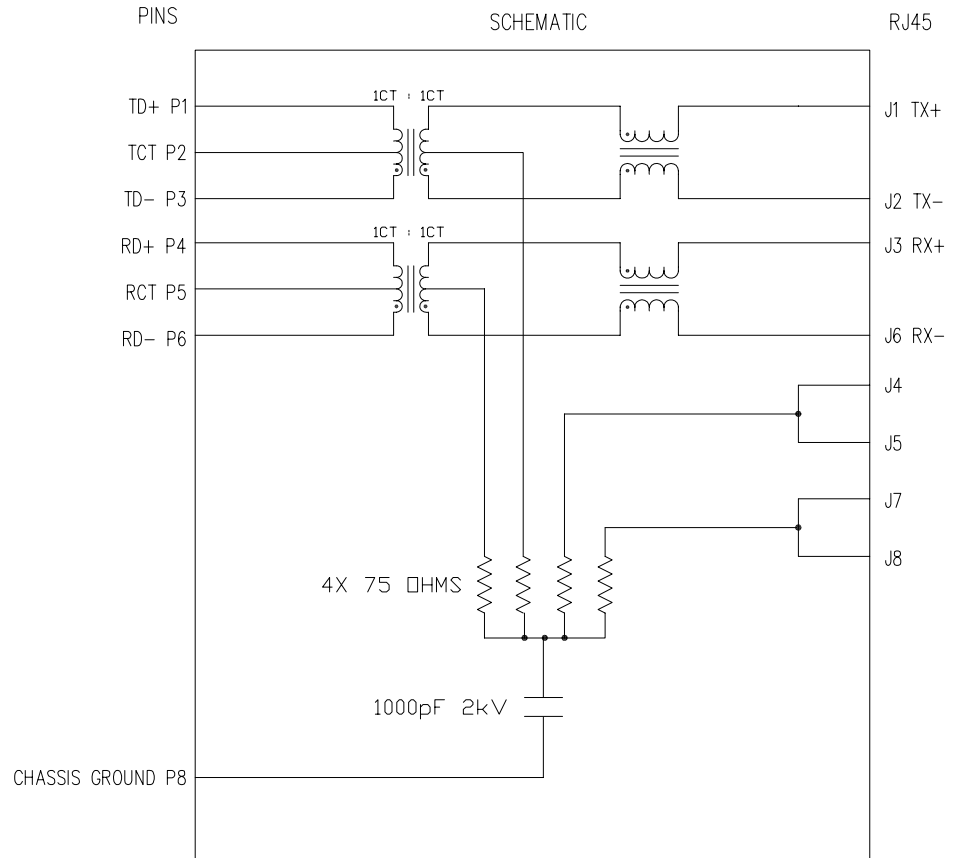 PINS
SCHEMATIC
RJ45
1CT : 1CT
TD+ P1
J1 TX+
TCT P2
TD- P3
J2 TX-
1CT : 1CT
RD+ P4
J3 RX+
RCT P5
RD- P6
J6 RX-
J4
J5
J7
J8
4X 75 OHMS
1000pF 2kV
CHASSIS GROUND P8